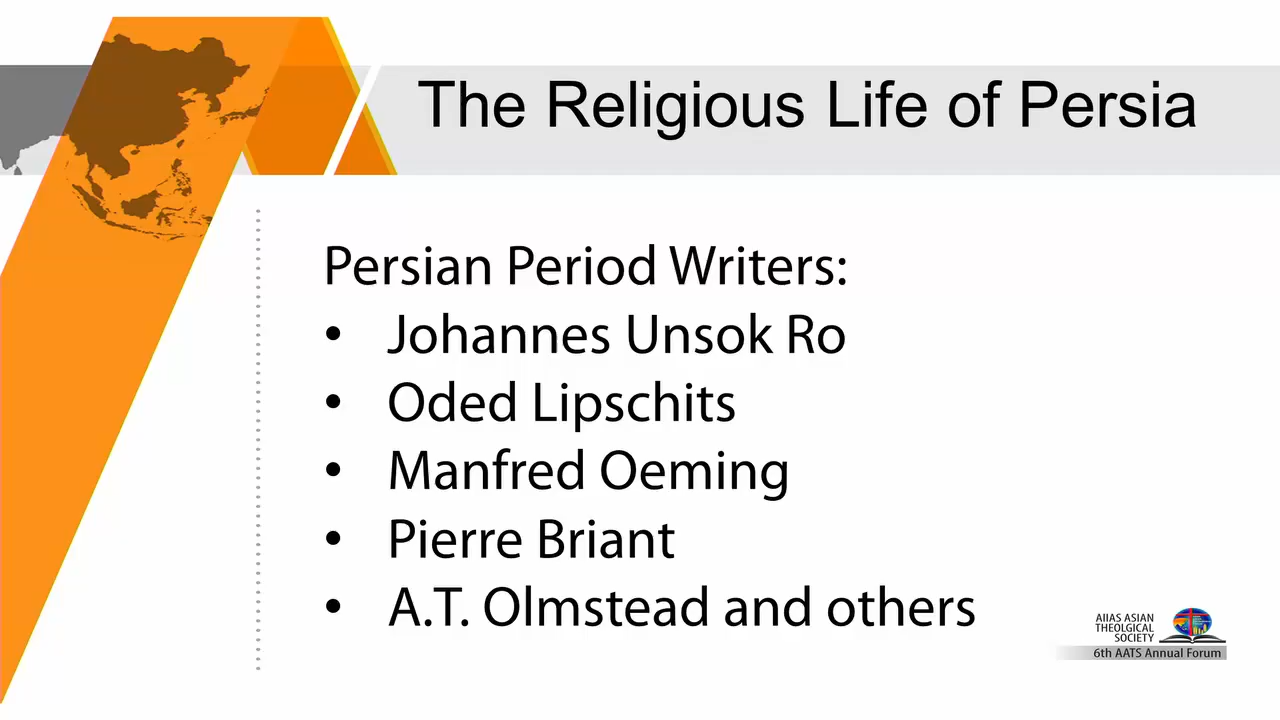 The Religious Life of Persia
Persian Period Writers:
• Johannes Unsok Ro
• Oded Lipschits
• Manfred Oeming
• Pierre Briant
• A.T. Olmstead and others
AIIAS ASIAN
THEOLGICAL
SOCIETY
6th AATS Annual Forum